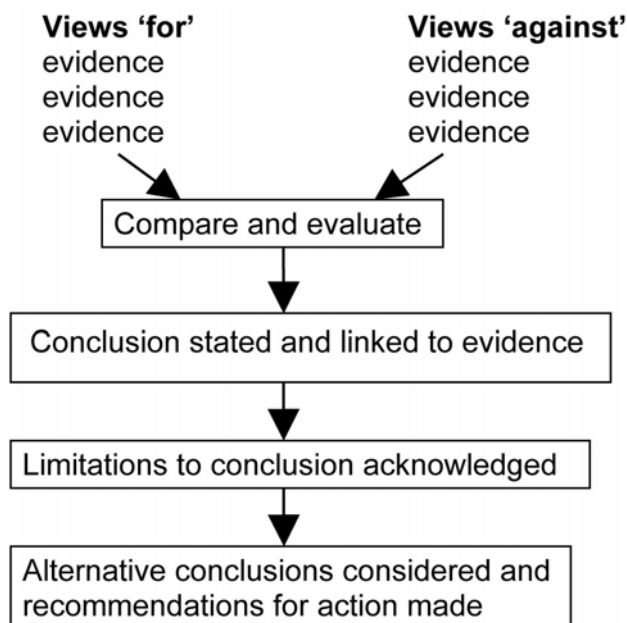 Views ‘for’
evidence
evidence
evidence
Views ‘against’
evidence
evidence
evidence
Compare and evaluate
Conclusion stated and linked to evidence
Limitations to conclusion acknowledged
Alternative conclusions considered and
recommendations for action made